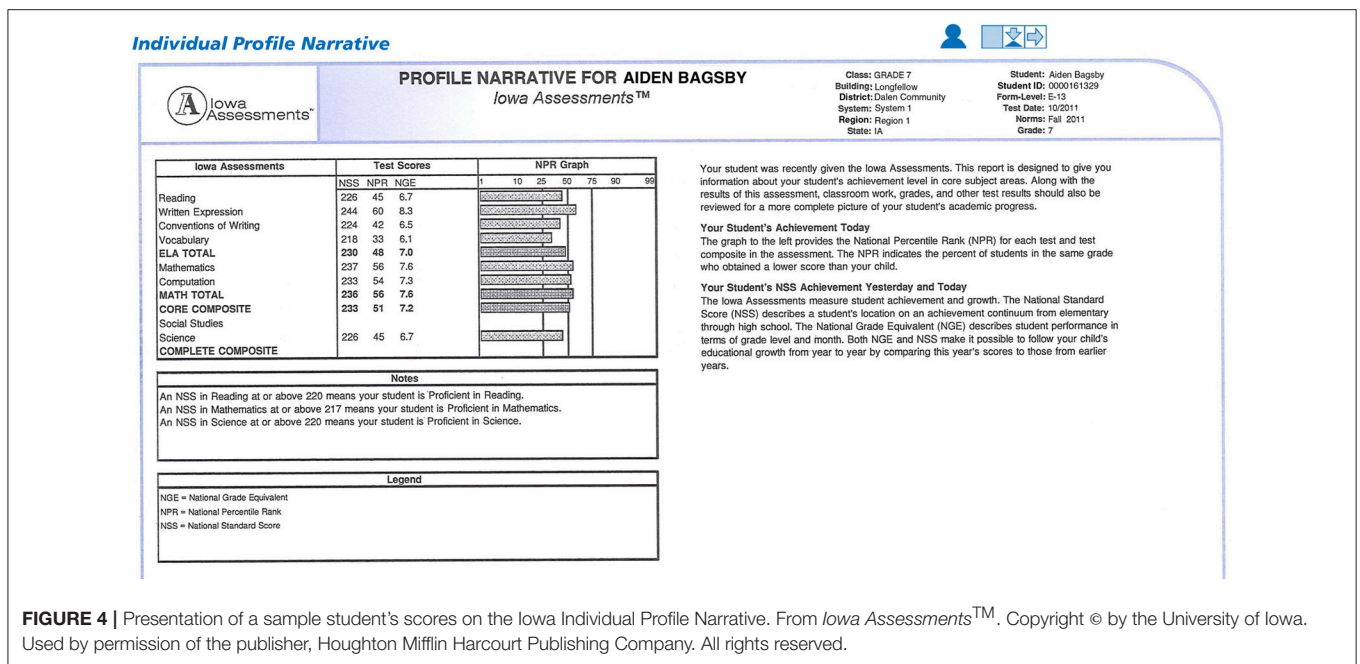 Individual Profile Narrative
Iowa
Assessments™
PROFILE NARRATIVE FOR AIDEN BAGSBY
Iowa Assessments™
Class: GRADE 7
Building: Longfellow
District: Dalen Community
System: System 1
Region: Region 1
State: IA
Student: Aiden Bagsby
Student ID: 0000161329
Form-Level: E-13
Test Date: 10/2011
Norms: Fall 2011
Grade: 7
Iowa Assessments Test Scores NPR Graph
NSS NPR NGE 1 10 25 50 75 90 99
Reading 226 45 6.7
Written Expression 244 60 8.3
Conventions of Writing 224 42 6.5
Vocabulary 218 33 6.1
ELA TOTAL 230 48 7.0
Mathematics 237 56 7.6
Computation 233 54 7.3
MATH TOTAL 236 56 7.6
CORE COMPOSITE 233 51 7.2
Social Studies
Science 226 45 6.7
COMPLETE COMPOSITE
Notes
An NSS in Reading at or above 220 means your student is Proficient in Reading.
An NSS in Mathematics at or above 217 means your student is Proficient in Mathematics.
An NSS in Science at or above 220 means your student is Proficient in Science.
Legend
NGE = National Grade Equivalent
NPR = National Percentile Rank
NSS = National Standard Score
Your student was recently given the Iowa Assessments. This report is designed to give you
information about your student's achievement level in core subject areas. Along with the
results of this assessment, classroom work, grades, and other test results should also be
reviewed for a more complete picture of your student's academic progress.
Your Student's Achievement Today
The graph to the left provides the National Percentile Rank (NPR) for each test and test
composite in the assessment. The NPR indicates the percent of students in the same grade
who obtained a lower score than your child.
Your Student's NSS Achievement Yesterday and Today
The Iowa Assessments measure student achievement and growth. The National Standard
Score (NSS) describes a student's location on an achievement continuum from elementary
through high school. The National Grade Equivalent (NGE) describes student performance in
terms of grade level and month. Both NGE and NSS make it possible to follow your child's
educational growth from year to year by comparing this year's scores to those from earlier
years.
FIGURE 4 | Presentation of a sample student's scores on the Iowa Individual Profile Narrative. From Iowa Assessments™. Copyright © by the University of Iowa.
Used by permission of the publisher, Houghton Mifflin Harcourt Publishing Company. All rights reserved.